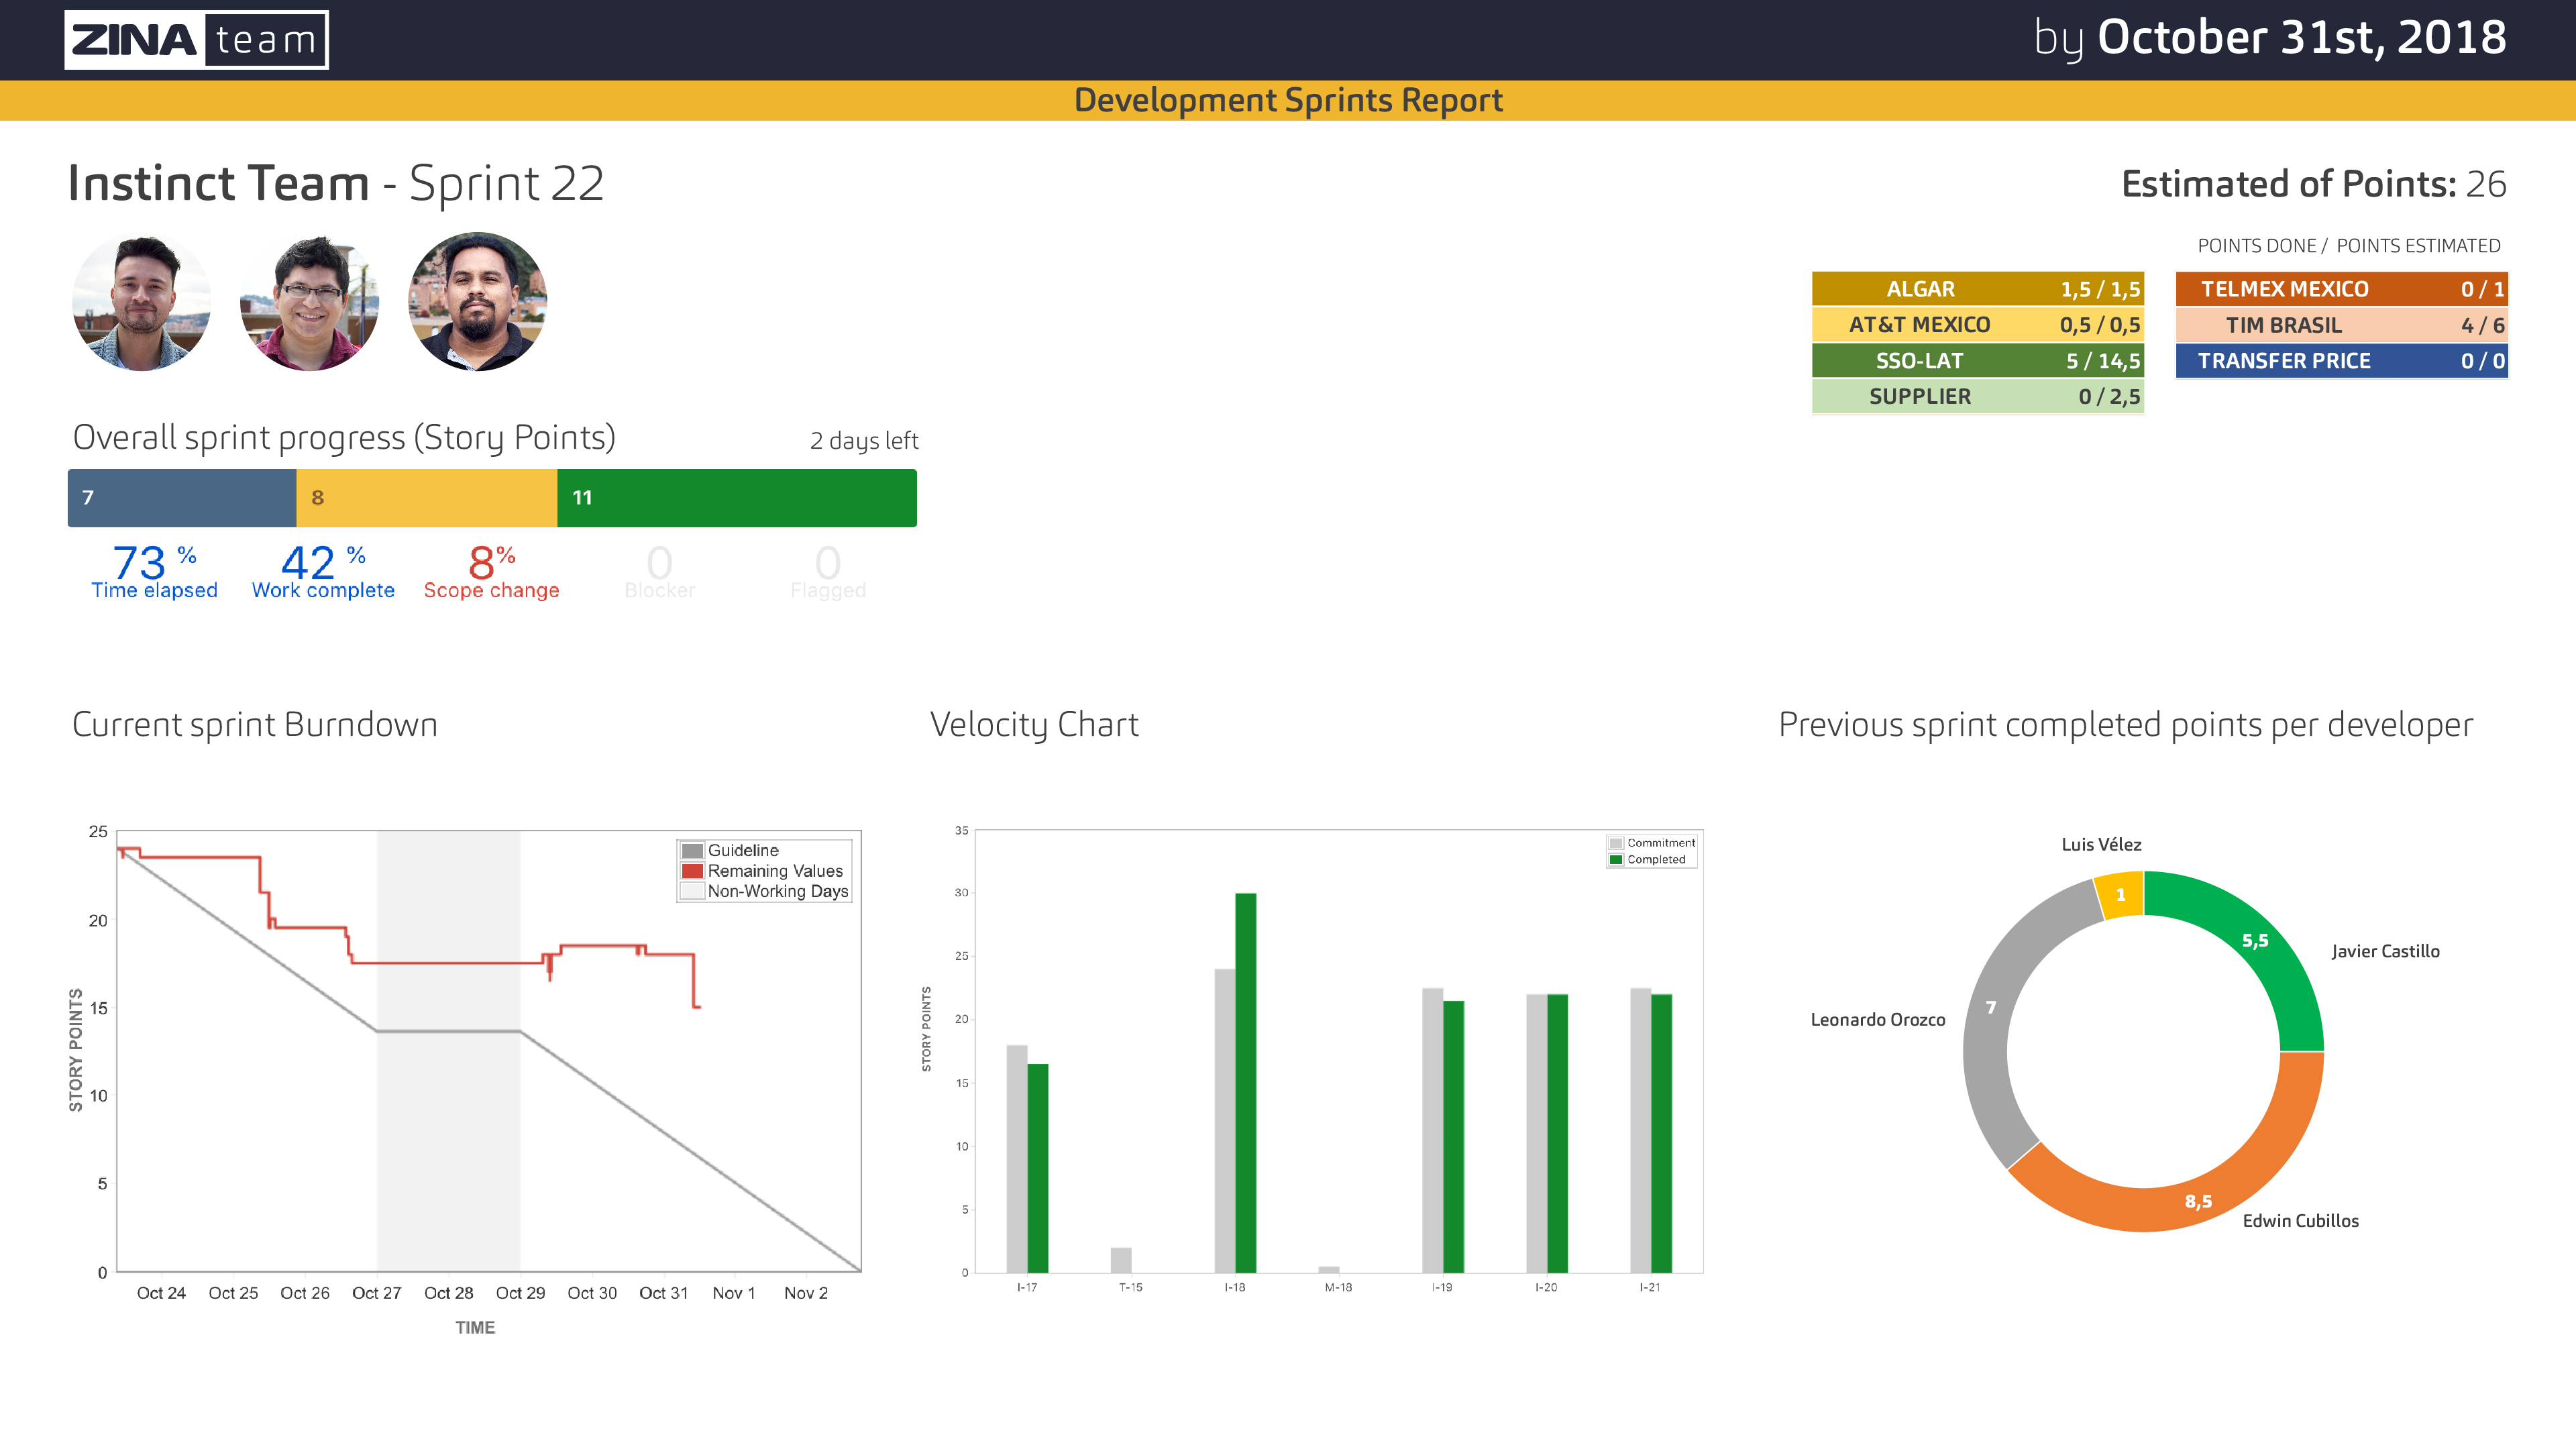 ZINA team
by October 31st, 2018
Development Sprints Report
Instinct Team - Sprint 22
Estimated of Points: 26
POINTS DONE / POINTS ESTIMATED
ALGAR 1,5 / 1,5
AT&T MEXICO 0,5 / 0,5
SSO-LAT 5 / 14,5
SUPPLIER 0 / 2,5
TELMEX MEXICO 0 / 1
TIM BRASIL 4 / 6
TRANSFER PRICE 0 / 0
Overall sprint progress (Story Points)
2 days left
7 8 11
73 % 42 % 8% 0 0
Time elapsed Work complete Scope change Blocker Flagged
Current sprint Burndown
25
20
15
10
5
0
STORY POINTS
Guideline
Remaining Values
Non-Working Days
Oct 24 Oct 25 Oct 26 Oct 27 Oct 28 Oct 29 Oct 30 Oct 31 Nov 1 Nov 2
TIME
Velocity Chart
35
30
25
20
15
10
5
0
STORY POINTS
Commitment
Completed
I-17 T-15 I-18 M-18 I-19 I-20 I-21
Previous sprint completed points per developer
Luis Vélez
1
5,5
Javier Castillo
7
Leonardo Orozco
8,5
Edwin Cubillos